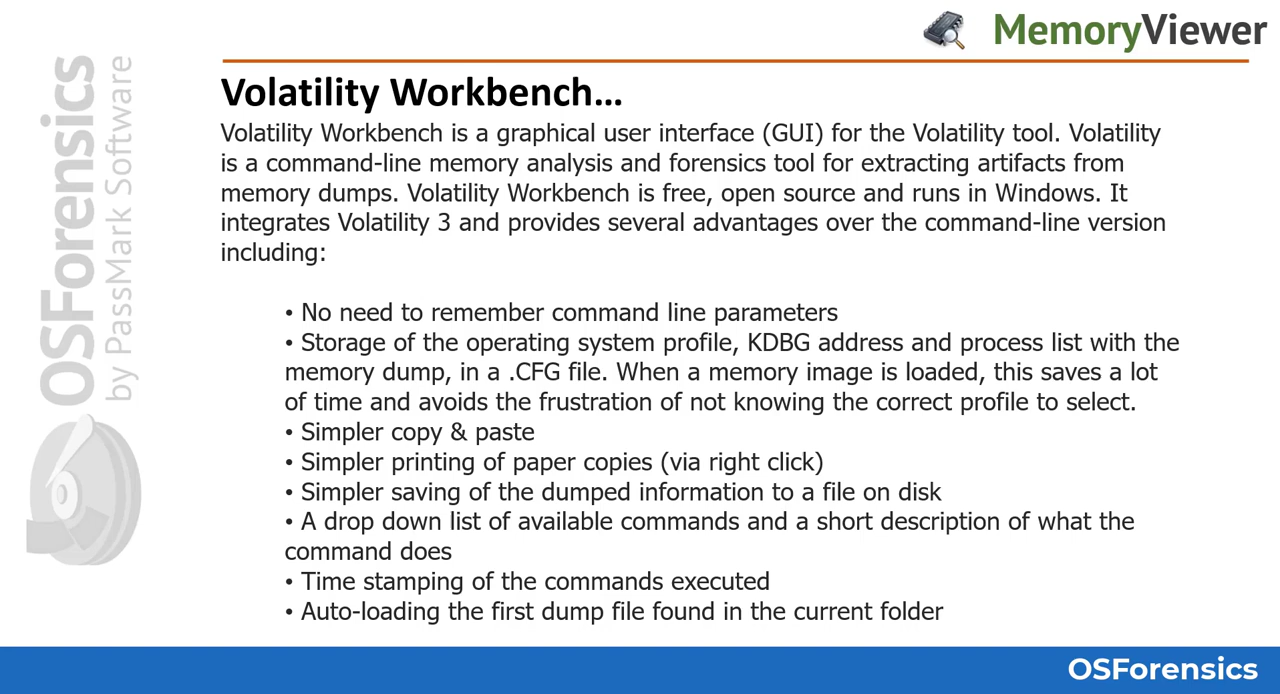 MemoryViewer
OSForensics
by PassMark Software
Volatility Workbench...
Volatility Workbench is a graphical user interface (GUI) for the Volatility tool. Volatility
is a command-line memory analysis and forensics tool for extracting artifacts from
memory dumps. Volatility Workbench is free, open source and runs in Windows. It
integrates Volatility 3 and provides several advantages over the command-line version
including:
• No need to remember command line parameters
• Storage of the operating system profile, KDBG address and process list with the
memory dump, in a .CFG file. When a memory image is loaded, this saves a lot
of time and avoids the frustration of not knowing the correct profile to select.
• Simpler copy & paste
• Simpler printing of paper copies (via right click)
• Simpler saving of the dumped information to a file on disk
• A drop down list of available commands and a short description of what the
command does
• Time stamping of the commands executed
• Auto-loading the first dump file found in the current folder
OSForensics